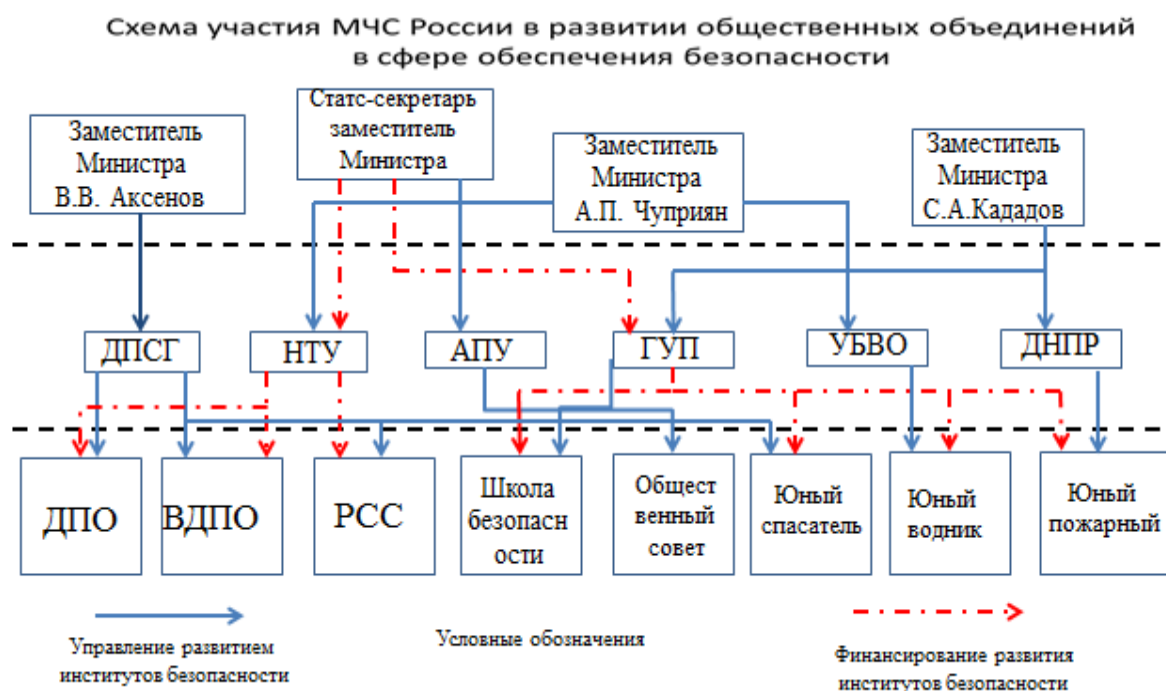 Схема участия МЧС России в развитии общественных объединений
в сфере обеспечения безопасности
Заместитель
Министра
В.В. Аксенов
Статс-секретарь
заместитель
Министра
Заместитель
Министра
А.П. Чуприян
Заместитель
Министра
С.А.Кададов
ДПСГ
НТУ
АПУ
ГУП
УБВО
ДНПР
ДПО
ВДПО
РСС
Школа
безопасн
ости
Общест
венный
совет
Юный
спасатель
Юный
водник
Юный
пожарный
Управление развитием
институтов безопасности
Условные обозначения
Финансирование развития
институтов безопасности